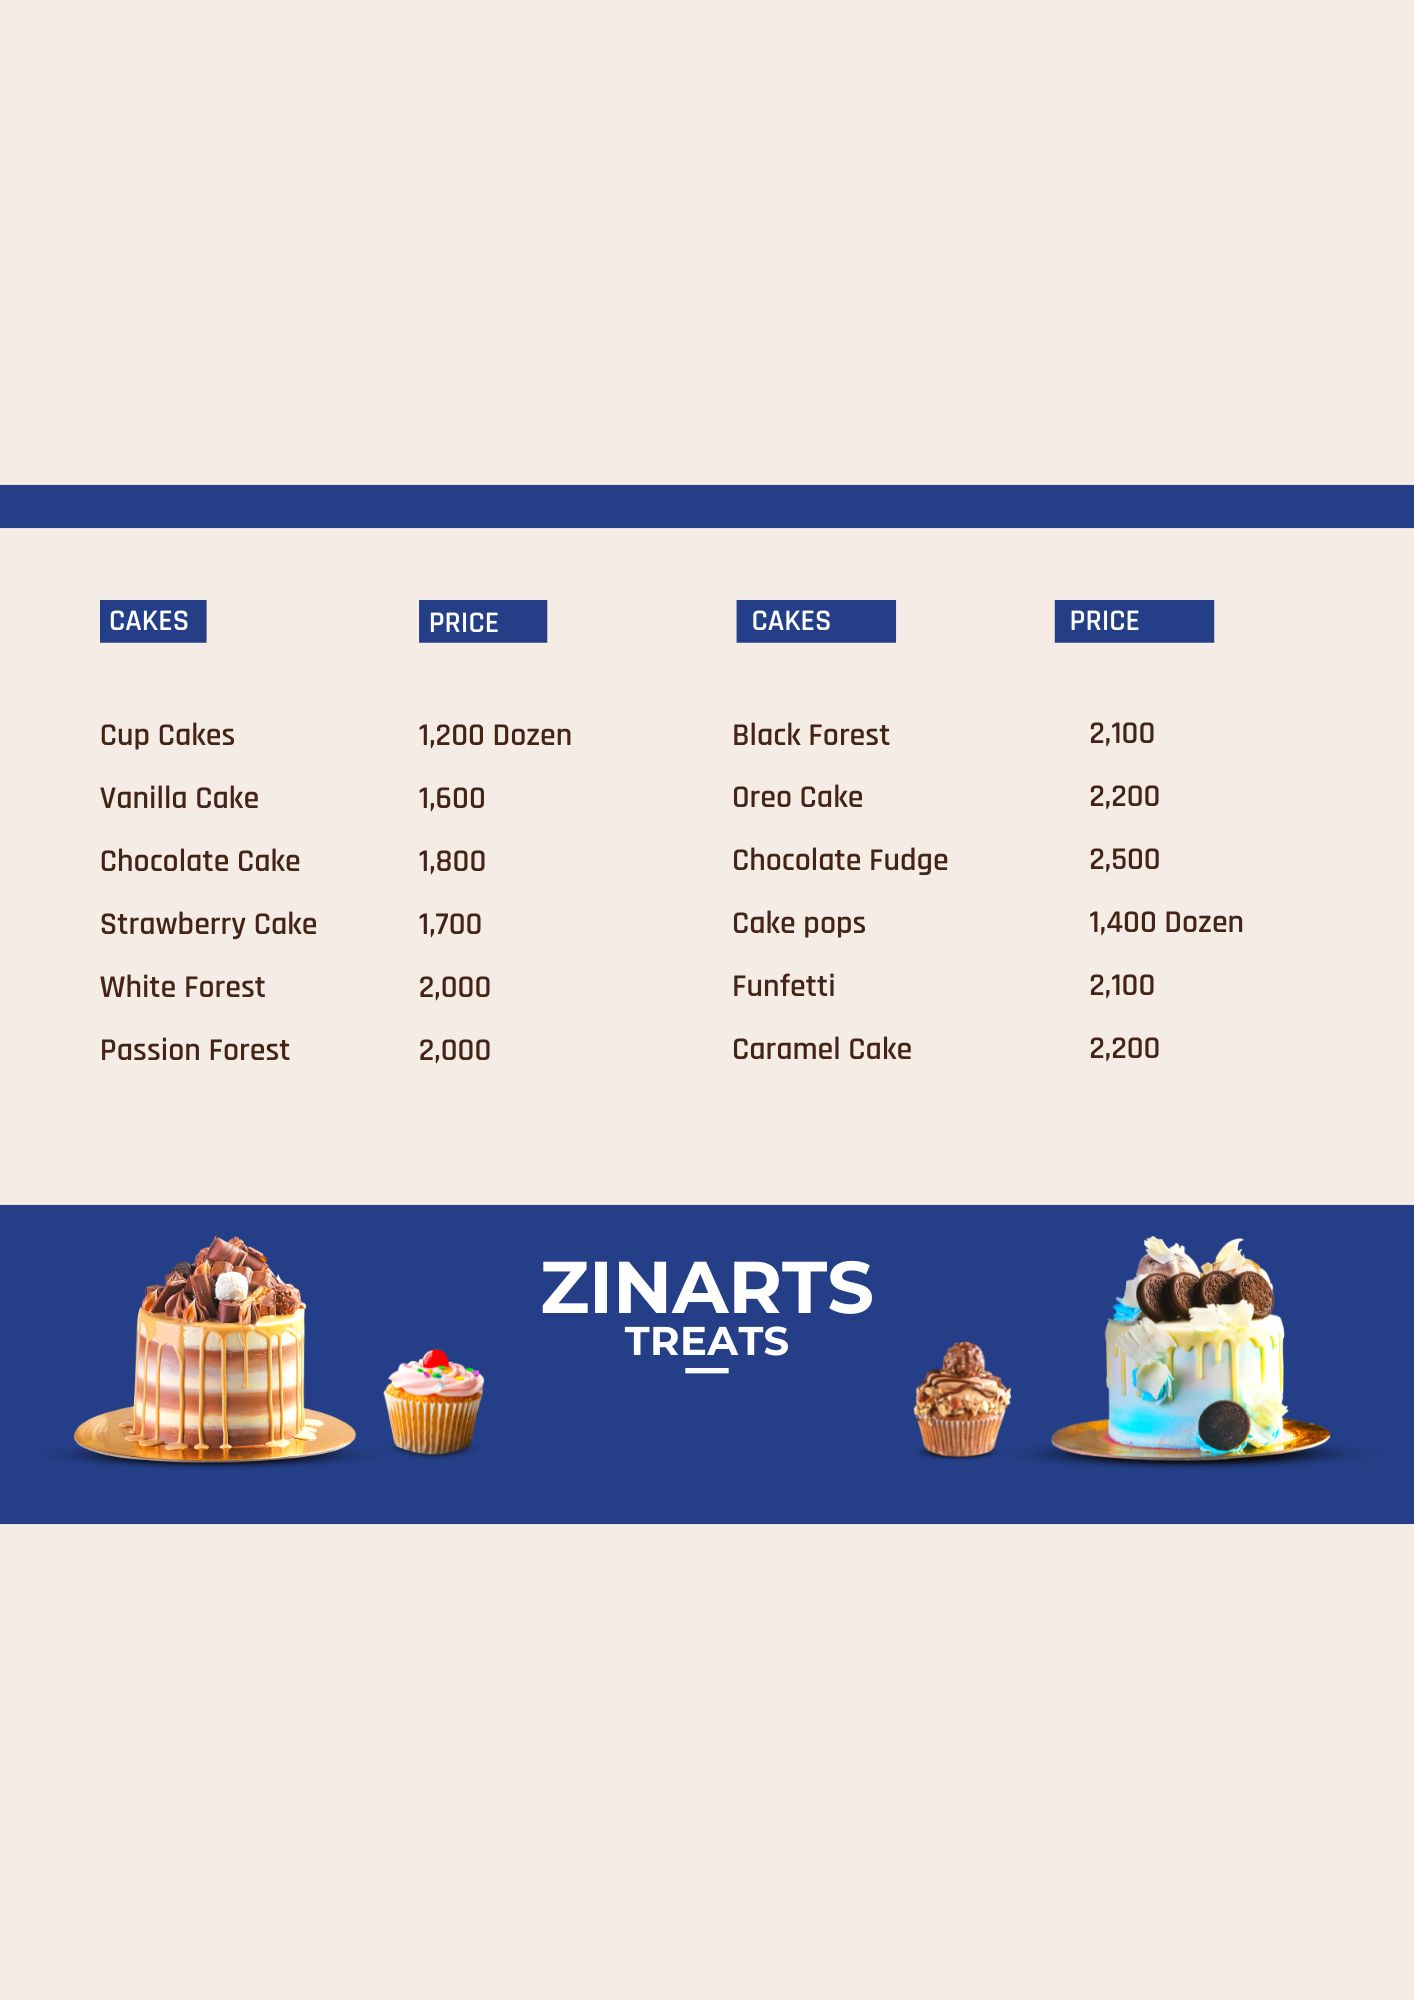 CAKES PRICE CAKES PRICE
Cup Cakes 1,200 Dozen Black Forest 2,100
Vanilla Cake 1,600 Oreo Cake 2,200
Chocolate Cake 1,800 Chocolate Fudge 2,500
Strawberry Cake 1,700 Cake pops 1,400 Dozen
White Forest 2,000 Funfetti 2,100
Passion Forest 2,000 Caramel Cake 2,200
ZINARTS
TREATS